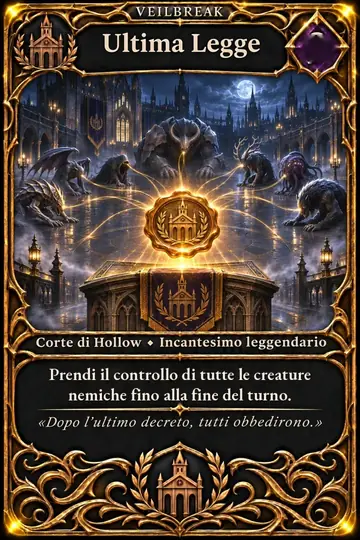 VEILBREAK
Ultima Legge
Corte di Hollow • Incantesimo leggendario
Prendi il controllo di tutte le creature
nemiche fino alla fine del turno.
«Dopo l'ultimo decreto, tutti obbedirono.»